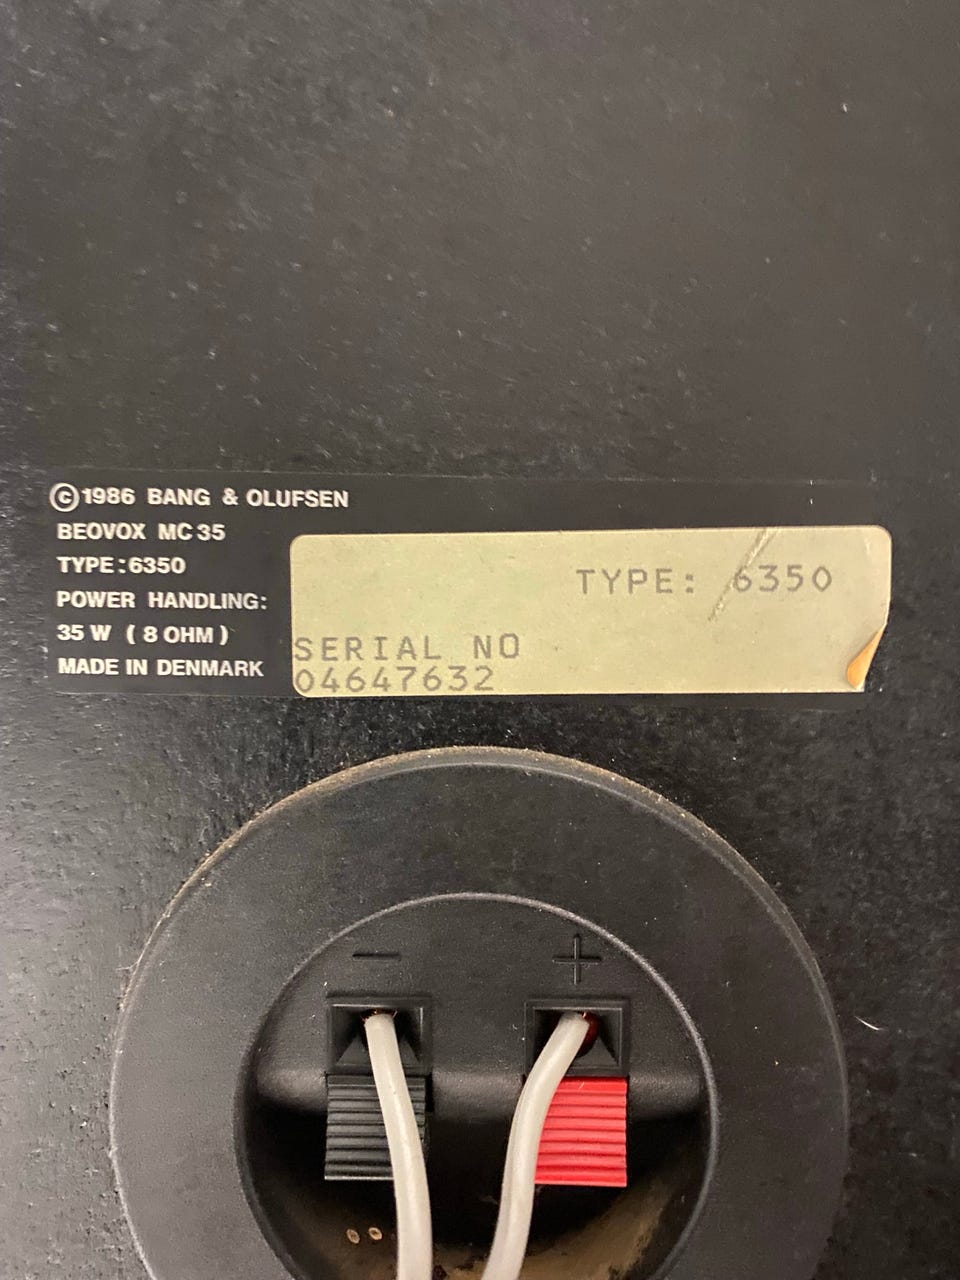 ©1986 BANG & OLUFSEN
BEOVOX MC 35
TYPE:6350
POWER HANDLING:
35 W ( 8 OHM )
MADE IN DENMARK
TYPE: 6350
SERIAL NO
04647632
− +